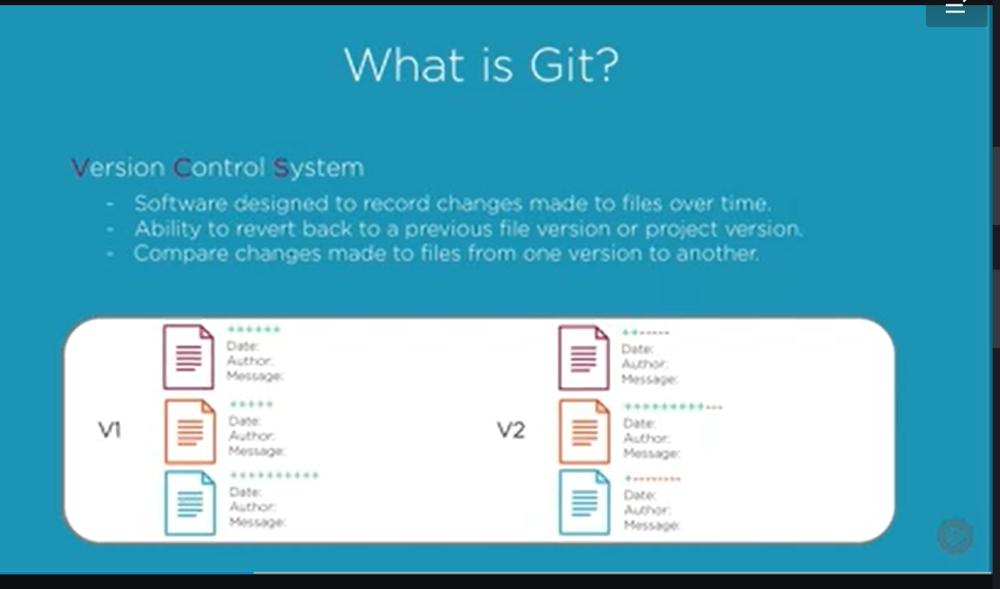 What is Git?
Version Control System
- Software designed to record changes made to files over time.
- Ability to revert back to a previous file version or project version.
- Compare changes made to files from one version to another.
V1
++++++
Date:
Author:
Message:
+++++
Date:
Author:
Message:
++++++++++
Date:
Author:
Message:
V2
++-----
Date:
Author:
Message:
+++++++++---
Date:
Author:
Message:
+--------
Date:
Author:
Message: